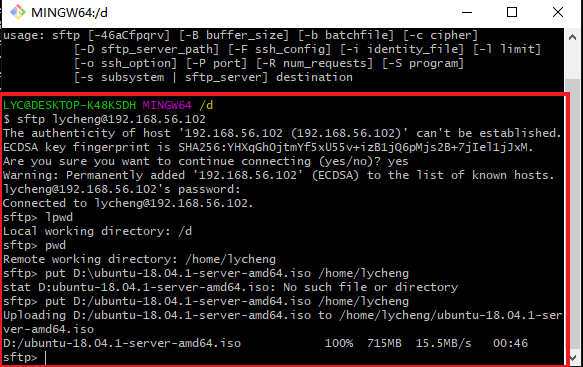 MINGW64:/d
usage: sftp [-46aCfpqrv] [-B buffer_size] [-b batchfile] [-c cipher]
[-D sftp_server_path] [-F ssh_config] [-i identity_file] [-l limit]
[-o ssh_option] [-P port] [-R num_requests] [-S program]
[-s subsystem | sftp_server] destination
LYC@DESKTOP-K48KSDH MINGW64 /d
$ sftp lycheng@192.168.56.102
The authenticity of host '192.168.56.102 (192.168.56.102)' can't be established.
ECDSA key fingerprint is SHA256:YHXqGhOjtmYf5xU55v+izB1jQ6pMjs2B+7jIel1jJxM.
Are you sure you want to continue connecting (yes/no)? yes
Warning: Permanently added '192.168.56.102' (ECDSA) to the list of known hosts.
lycheng@192.168.56.102's password:
Connected to lycheng@192.168.56.102.
sftp> lpwd
Local working directory: /d
sftp> pwd
Remote working directory: /home/lycheng
sftp> put D:\ubuntu-18.04.1-server-amd64.iso /home/lycheng
stat D:ubuntu-18.04.1-server-amd64.iso: No such file or directory
sftp> put D:/ubuntu-18.04.1-server-amd64.iso /home/lycheng
Uploading D:/ubuntu-18.04.1-server-amd64.iso to /home/lycheng/ubuntu-18.04.1-ser
ver-amd64.iso
D:/ubuntu-18.04.1-server-amd64.iso 100% 715MB 15.5MB/s 00:46
sftp>